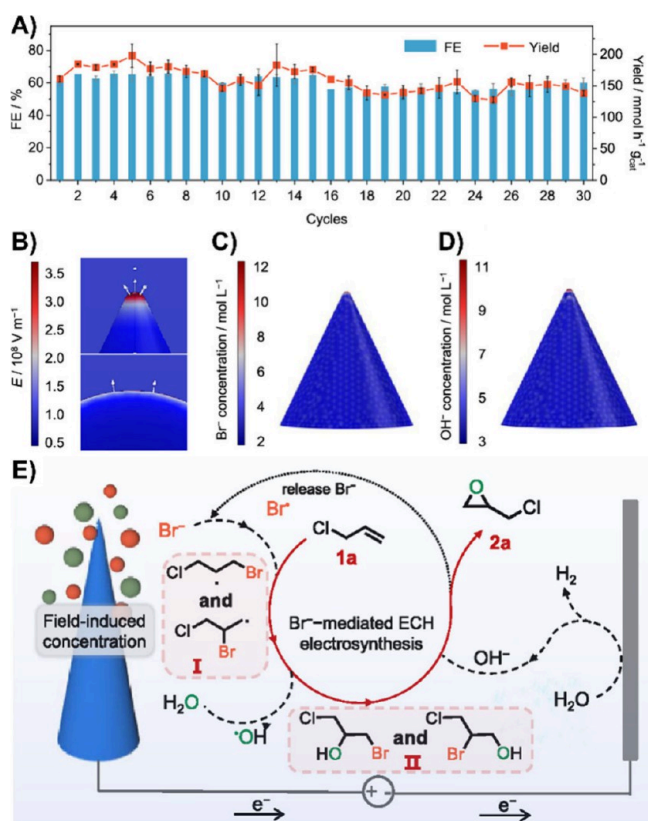 A)
FE
Yield
FE / %
80
60
40
20
0
200
150
100
50
0
Yield / mmol h⁻¹ g⁻¹cat
2 4 6 8 10 12 14 16 18 20 22 24 26 28 30
Cycles
B)
E / 10⁸ V m⁻¹
3.5
3.0
2.5
2.0
1.5
1.0
0.5
C)
Br⁻ concentration / mol L⁻¹
12
10
8
6
4
2
D)
OH⁻ concentration / mol L⁻¹
11
9
7
5
3
E)
release Br⁻
Br⁻
Br•
Cl
1a
O
Cl
2a
Cl
Br
•
and
Cl
•
Br
I
Field-induced
concentration
Br⁻-mediated ECH
electrosynthesis
H₂
OH⁻
H₂O
H₂O
•OH
Cl
HO
Br
and
II
Cl
Br
OH
+ -
e⁻
e⁻